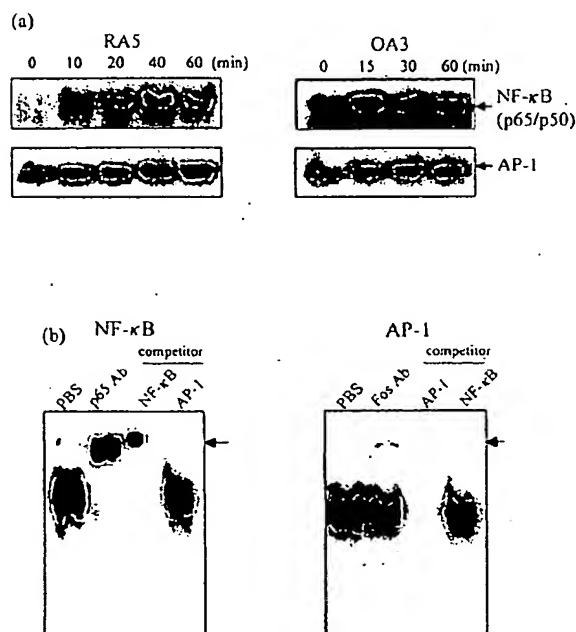 (a)
RA5
0 10 20 40 60 (min)
OA3
0 15 30 60 (min)
NF-κB
(p65/p50)
AP-1
(b)
NF-κB
competitor
PBS p65 Ab NF-κB AP-1
AP-1
competitor
PBS Fos Ab AP-1 NF-κB